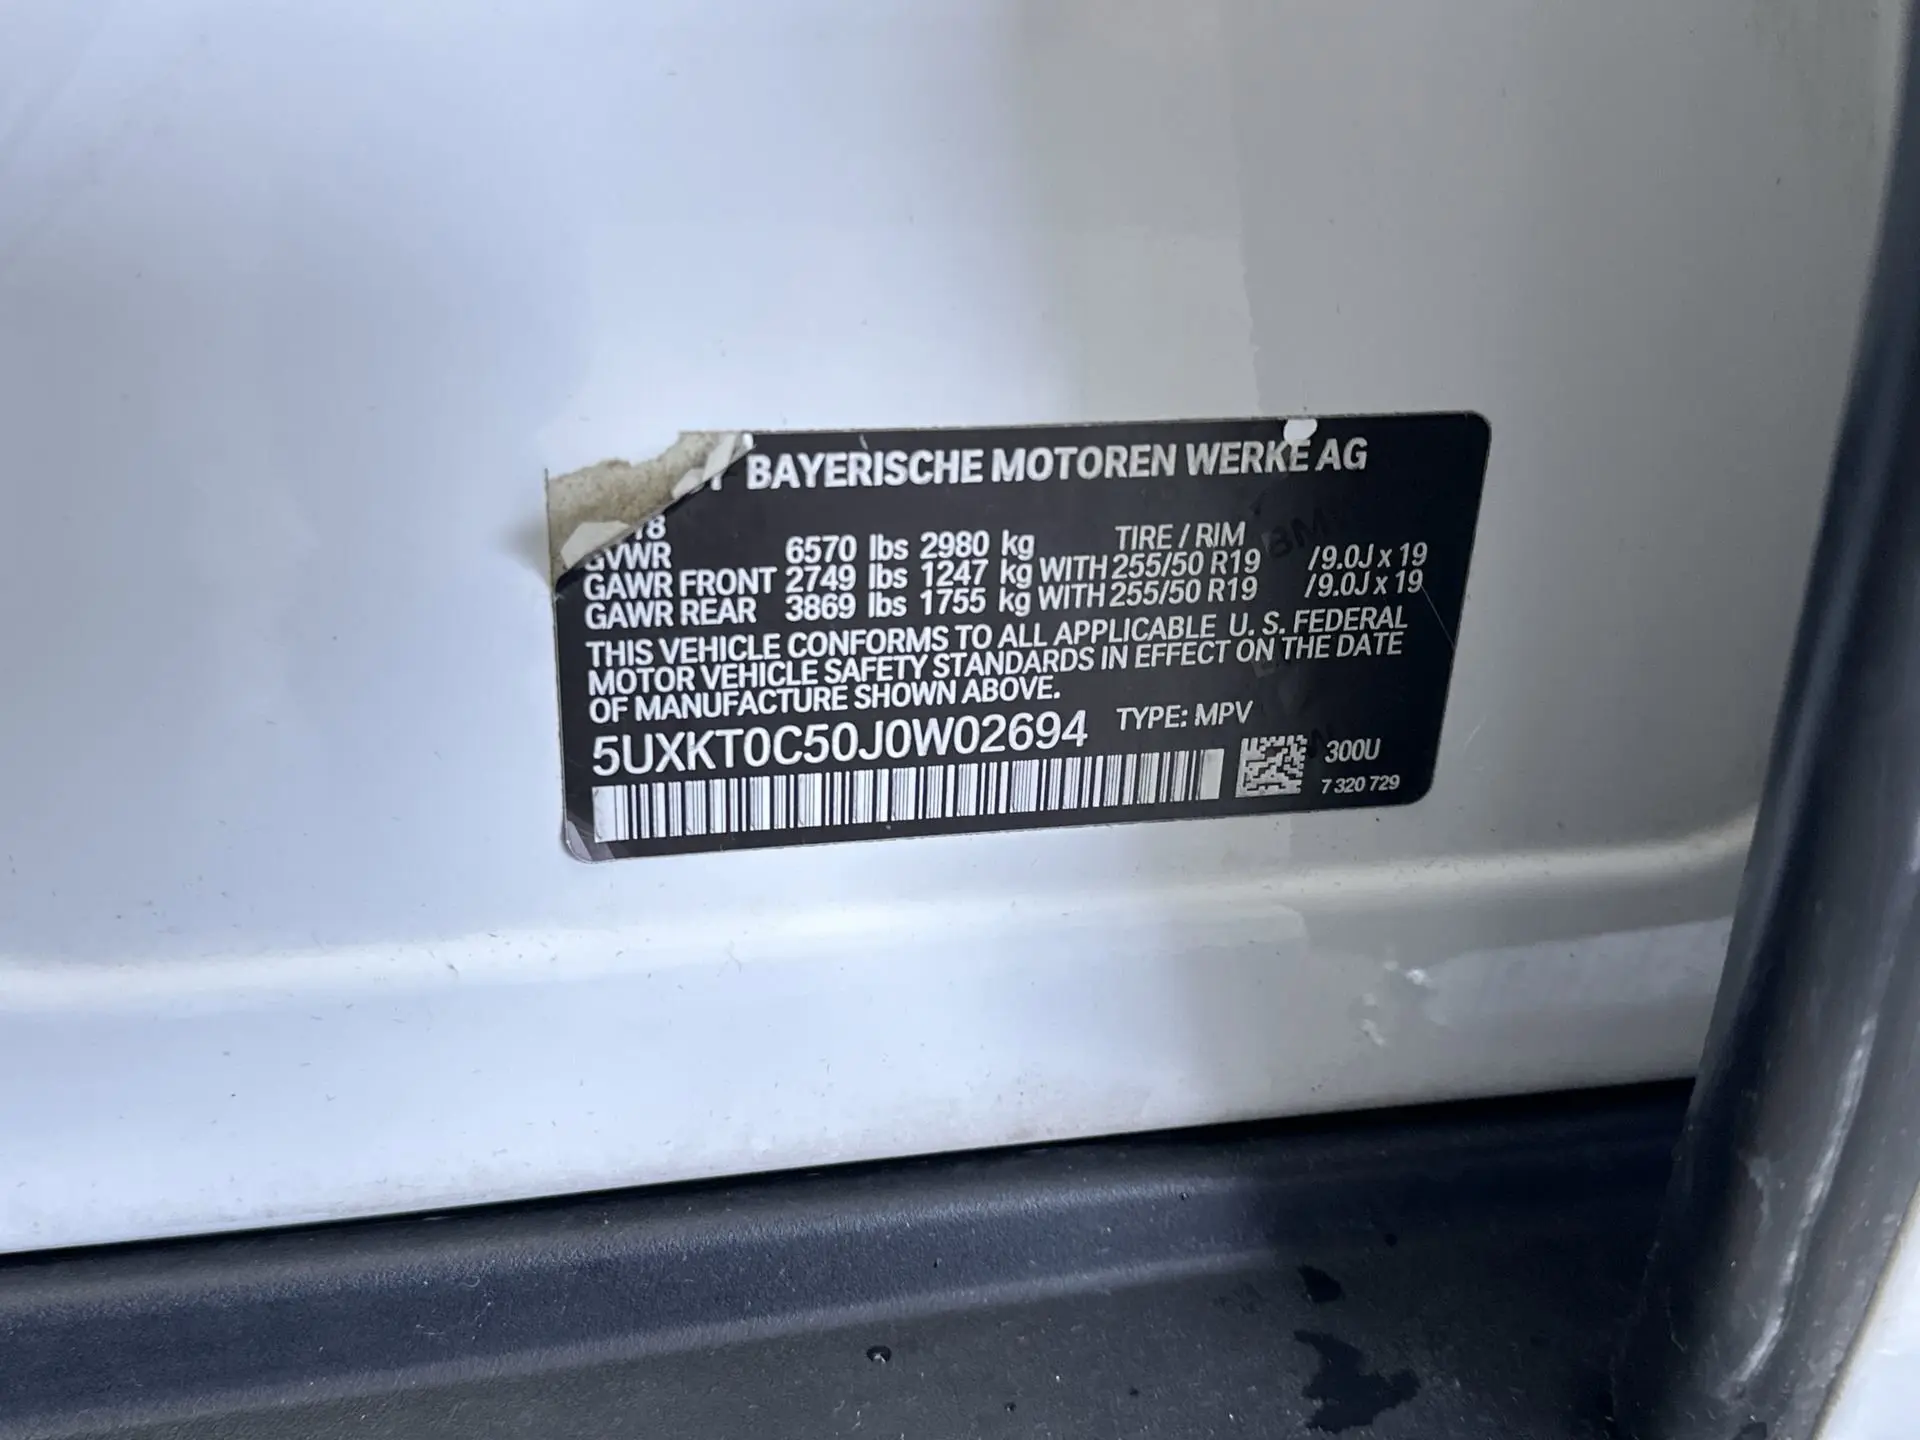 BY BAYERISCHE MOTOREN WERKE AG
18
GVWR 6570 lbs 2980 kg TIRE / RIM
GAWR FRONT 2749 lbs 1247 kg WITH 255/50 R19 /9.0J x 19
GAWR REAR 3869 lbs 1755 kg WITH 255/50 R19 /9.0J x 19
THIS VEHICLE CONFORMS TO ALL APPLICABLE U. S. FEDERAL
MOTOR VEHICLE SAFETY STANDARDS IN EFFECT ON THE DATE
OF MANUFACTURE SHOWN ABOVE.
5UXKT0C50J0W02694 TYPE: MPV
300U
7 320 729